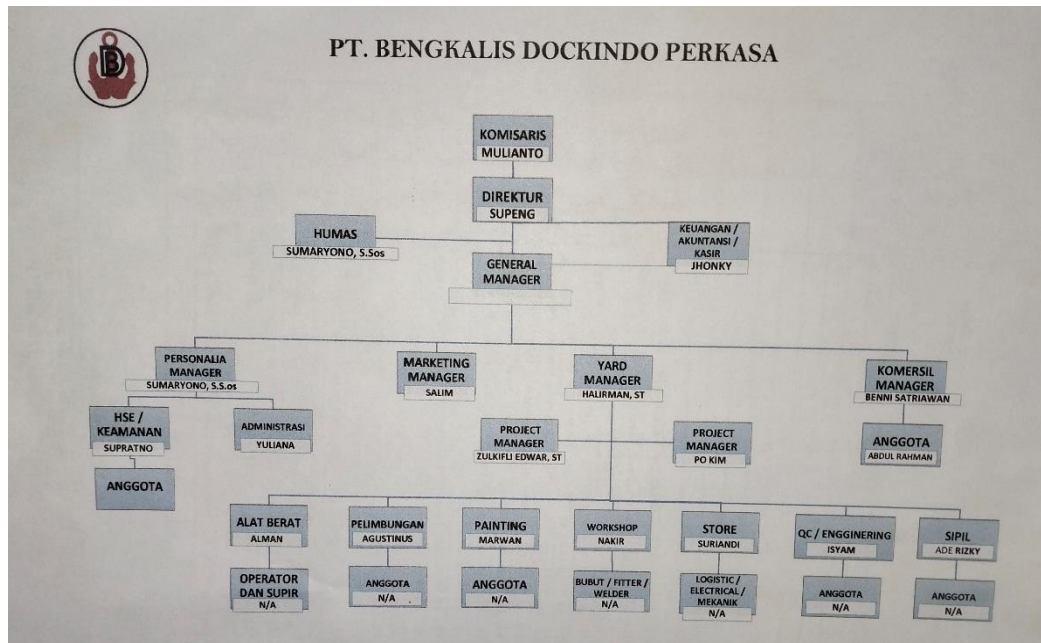 DB
PT. BENGKALIS DOCKINDO PERKASA
KOMISARIS
MULIANTO
DIREKTUR
SUPENG
HUMAS
SUMARYONO, S.Sos
KEUANGAN /
AKUNTANSI /
KASIR
JHONKY
GENERAL
MANAGER
PERSONALIA
MANAGER
SUMARYONO, S.S.os
MARKETING
MANAGER
SALIM
YARD
MANAGER
HALIRMAN, ST
KOMERSIL
MANAGER
BENNI SATRIAWAN
HSE /
KEAMANAN
SUPRATNO
ADMINISTRASI
YULIANA
PROJECT
MANAGER
ZULKIFLI EDWAR, ST
PROJECT
MANAGER
PO KIM
ANGGOTA
ABDUL RAHMAN
ANGGOTA
ALAT BERAT
ALMAN
PELIMBUNGAN
AGUSTINUS
PAINTING
MARWAN
WORKSHOP
NAKIR
STORE
SURIANDI
QC / ENGGINERING
ISYAM
SIPIL
ADE RIZKY
OPERATOR
DAN SUPIR
N/A
ANGGOTA
N/A
ANGGOTA
N/A
BUBUT / FITTER /
WELDER
N/A
LOGISTIC /
ELECTRICAL /
MEKANIK
N/A
ANGGOTA
N/A
ANGGOTA
N/A